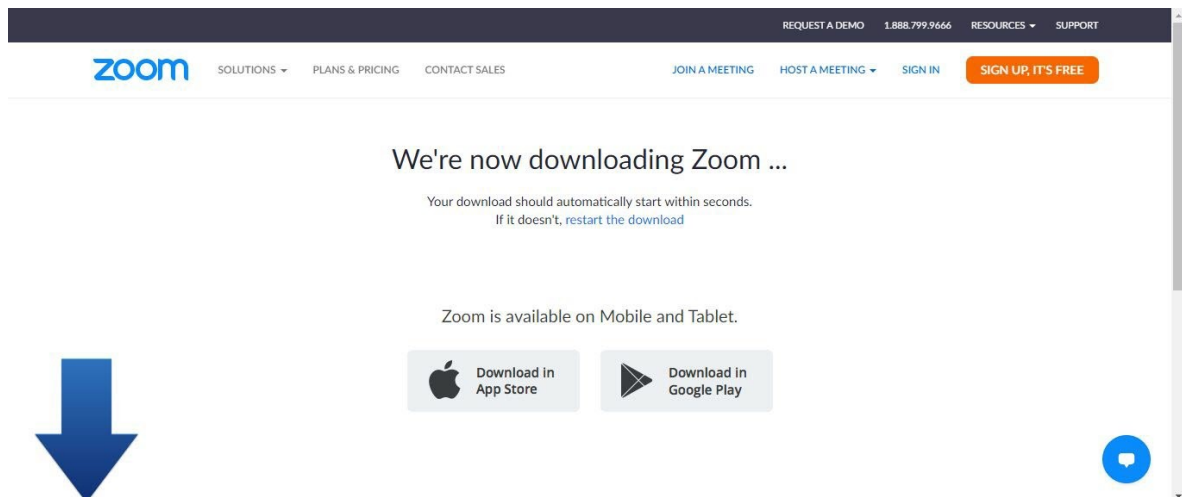 REQUEST A DEMO 1.888.799.9666 RESOURCES SUPPORT
zoom SOLUTIONS PLANS & PRICING CONTACT SALES JOIN A MEETING HOST A MEETING SIGN IN SIGN UP, IT'S FREE
We're now downloading Zoom ...
Your download should automatically start within seconds.
If it doesn't, restart the download
Zoom is available on Mobile and Tablet.
Download in
App Store
Download in
Google Play